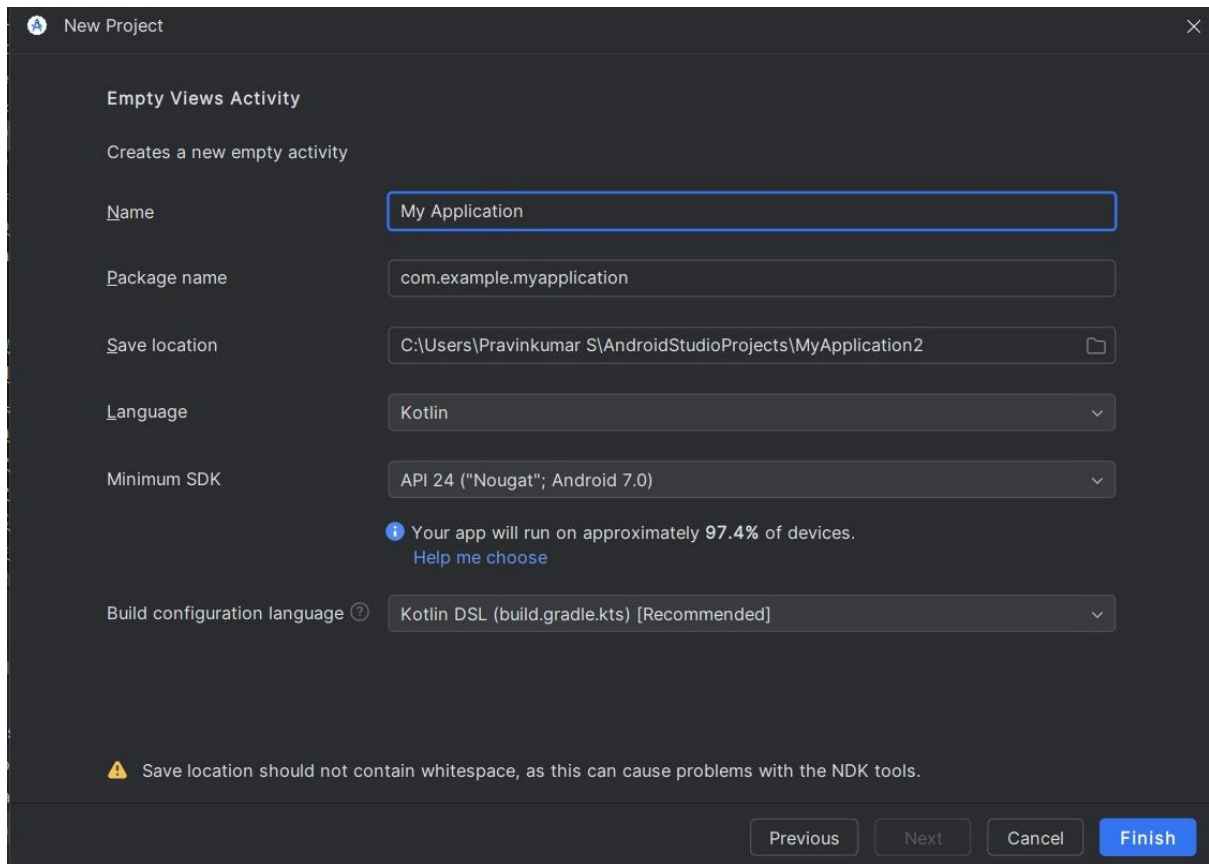 New Project
Empty Views Activity
Creates a new empty activity
Name My Application
Package name com.example.myapplication
Save location C:\Users\Pravinkumar S\AndroidStudioProjects\MyApplication2
Language Kotlin
Minimum SDK API 24 ("Nougat"; Android 7.0)
Your app will run on approximately 97.4% of devices.
Help me choose
Build configuration language Kotlin DSL (build.gradle.kts) [Recommended]
Save location should not contain whitespace, as this can cause problems with the NDK tools.
Previous Next Cancel Finish